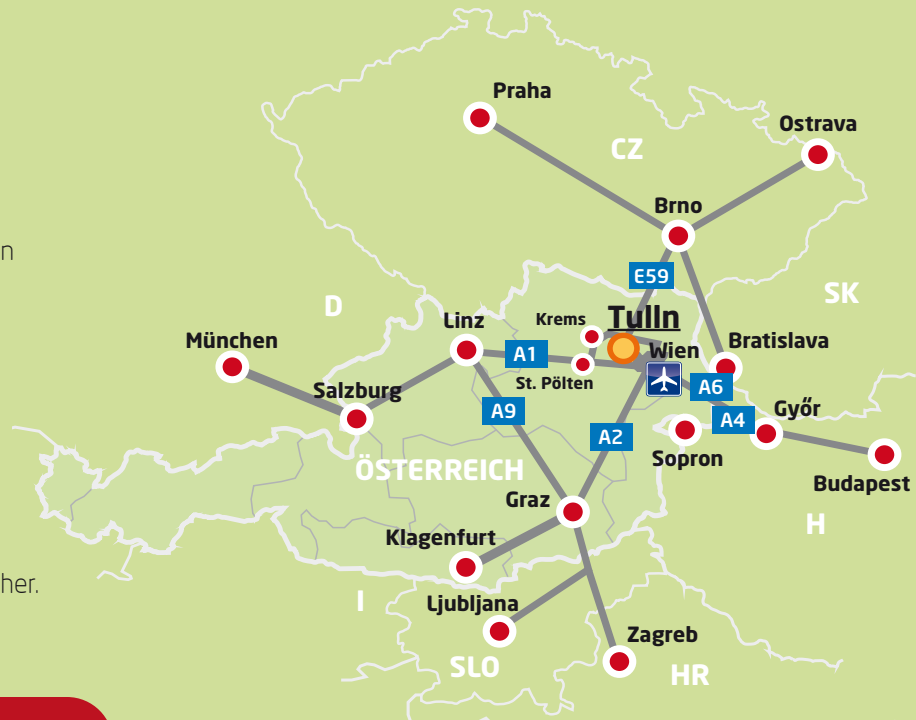 Praha
Ostrava
CZ
Brno
n
E59
SK
D
Krems
Tulln
Linz
München
Wien
Bratislava
A1
St. Pölten
Salzburg
A6
A9
Győr
A4
A2
Sopron
ÖSTERREICH
Budapest
Graz
H
Klagenfurt
her.
I
Ljubljana
Zagreb
SLO
HR